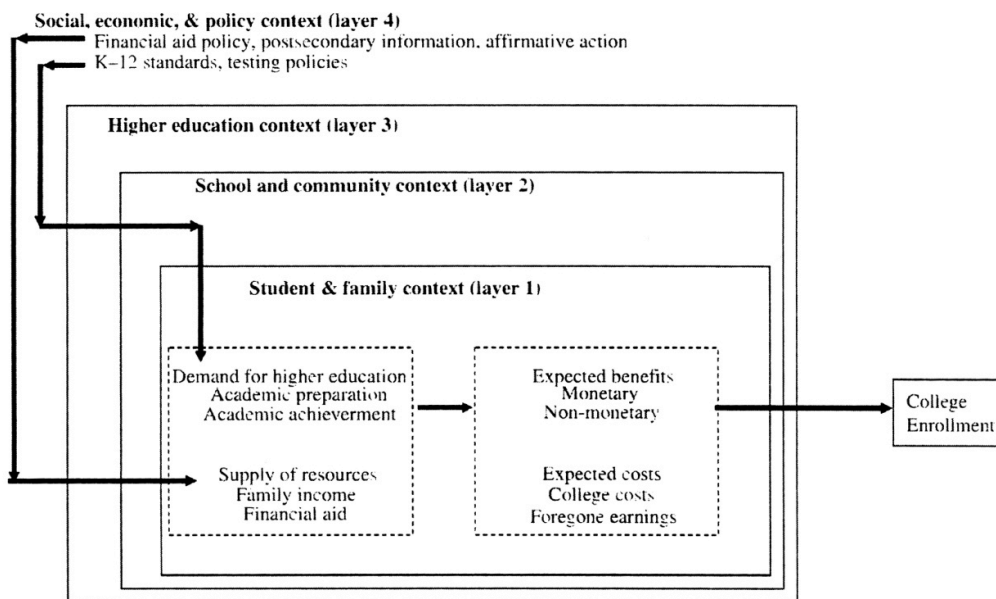 Social, economic, & policy context (layer 4)
Financial aid policy, postsecondary information, affirmative action
K–12 standards, testing policies
Higher education context (layer 3)
School and community context (layer 2)
Student & family context (layer 1)
Demand for higher education
Academic preparation
Academic achieverment
Supply of resources
Family income
Financial aid
Expected benefits
Monetary
Non-monetary
Expected costs
College costs
Foregone earnings
College
Enrollment